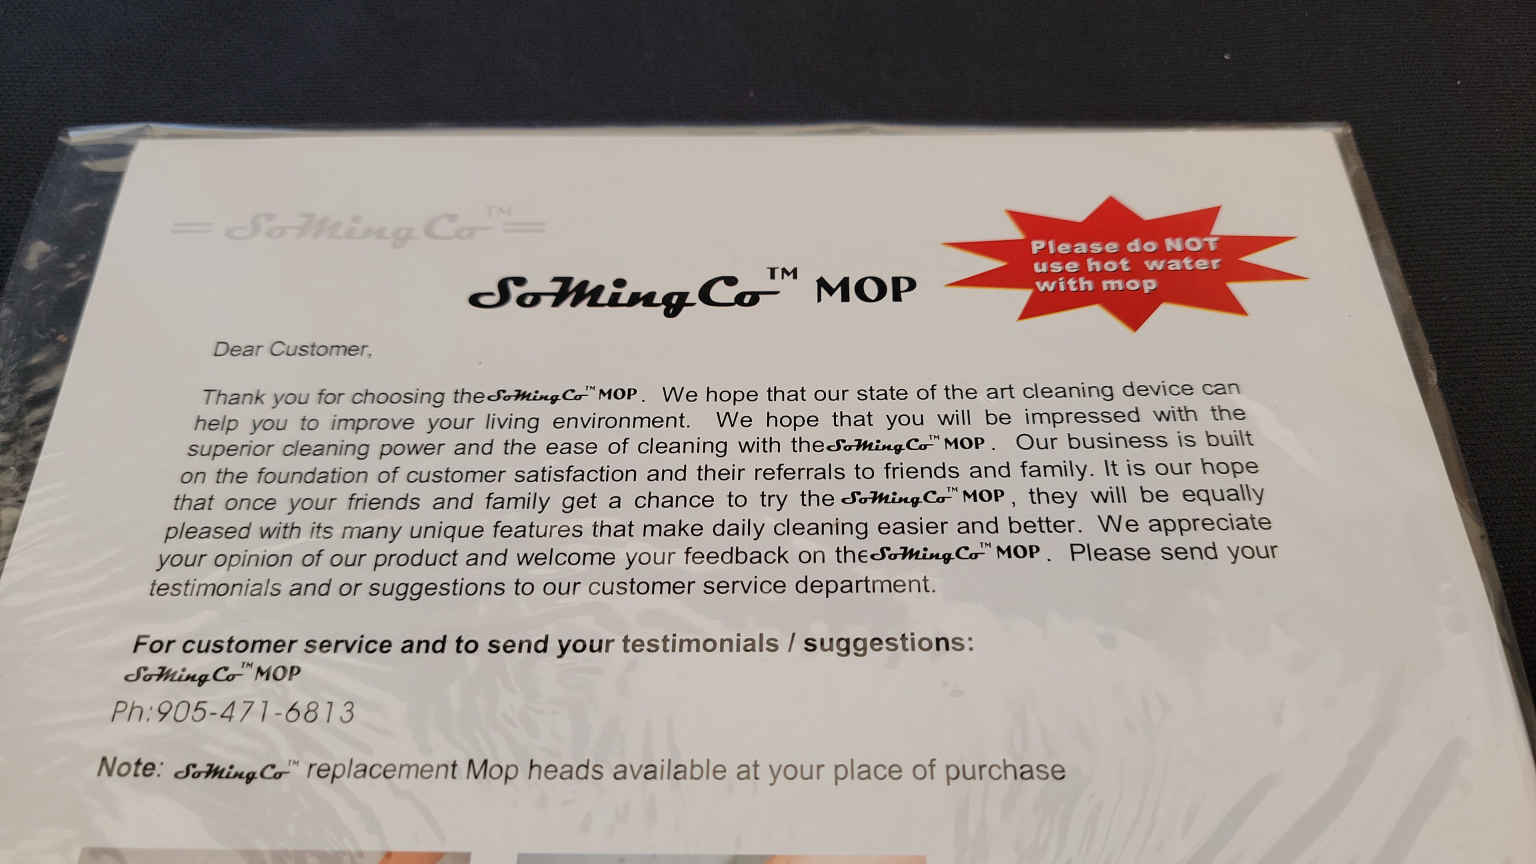 = SoMingCo™ =
SoMingCo™ MOP
Please do NOT
use hot water
with mop
Dear Customer,
Thank you for choosing the SoMingCo™ MOP. We hope that our state of the art cleaning device can
help you to improve your living environment. We hope that you will be impressed with the
superior cleaning power and the ease of cleaning with the SoMingCo™ MOP. Our business is built
on the foundation of customer satisfaction and their referrals to friends and family. It is our hope
that once your friends and family get a chance to try the SoMingCo™ MOP, they will be equally
pleased with its many unique features that make daily cleaning easier and better. We appreciate
your opinion of our product and welcome your feedback on the SoMingCo™ MOP. Please send your
testimonials and or suggestions to our customer service department.
For customer service and to send your testimonials / suggestions:
SoMingCo™ MOP
Ph:905-471-6813
Note: SoMingCo™ replacement Mop heads available at your place of purchase